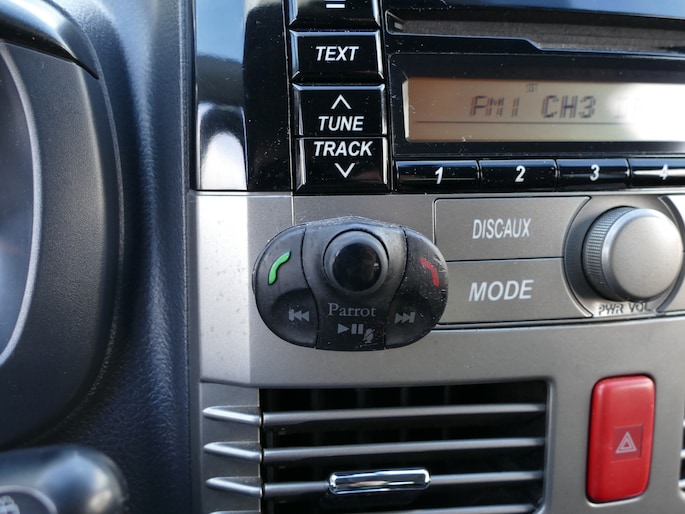 TEXT
TUNE
TRACK
FM1 CH3
1 2 3 4
DISC·AUX
MODE
PWR VOL
Parrot